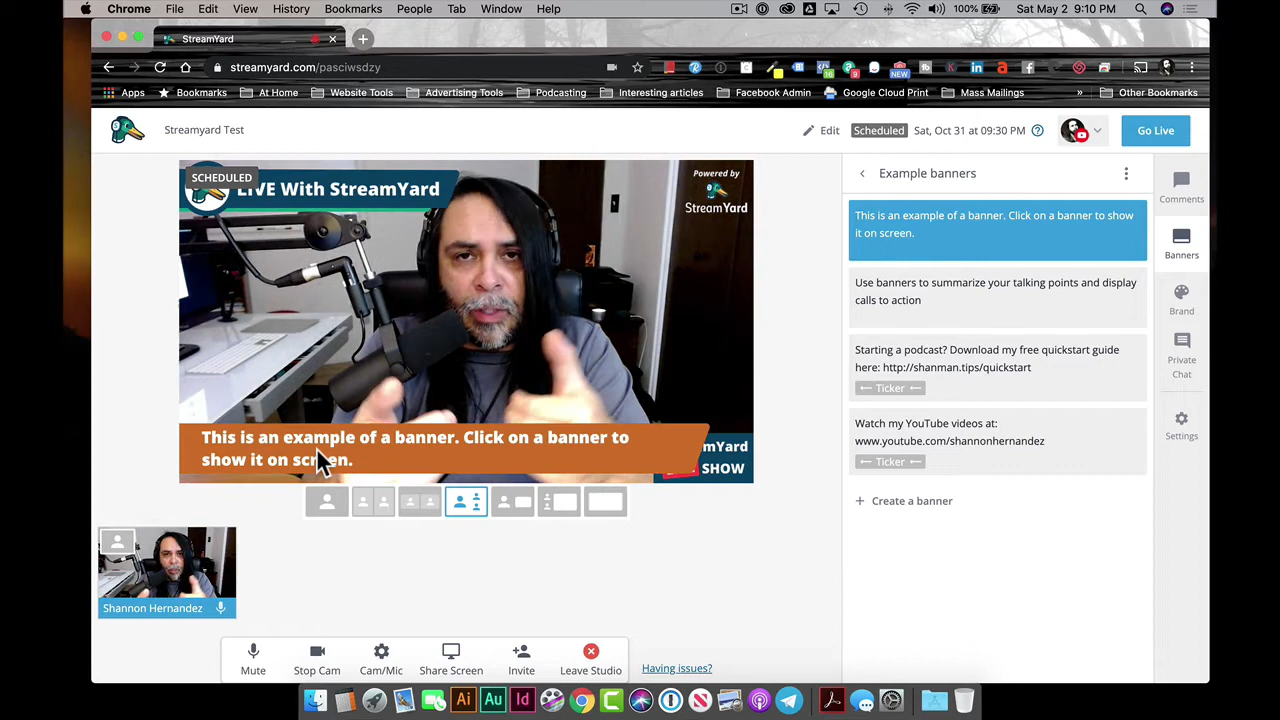 Chrome File Edit View History Bookmarks People Tab Window Help 100% Sat May 2 9:10 PM
StreamYard
streamyard.com/pasciwsdzy
Apps Bookmarks At Home Website Tools Advertising Tools Podcasting Interesting articles Facebook Admin Google Cloud Print Mass Mailings » Other Bookmarks
Streamyard Test
Edit Scheduled Sat, Oct 31 at 09:30 PM Go Live
SCHEDULED
LIVE With StreamYard
Powered by
StreamYard
This is an example of a banner. Click on a banner to
show it on screen.
mYard
SHOW
Shannon Hernandez
Mute Stop Cam Cam/Mic Share Screen Invite Leave Studio
Having issues?
Example banners
This is an example of a banner. Click on a banner to show
it on screen.
Use banners to summarize your talking points and display
calls to action
Starting a podcast? Download my free quickstart guide
here: http://shanman.tips/quickstart
Ticker
Watch my YouTube videos at:
www.youtube.com/shannonhernandez
Ticker
+ Create a banner
Comments
Banners
Brand
Private
Chat
Settings